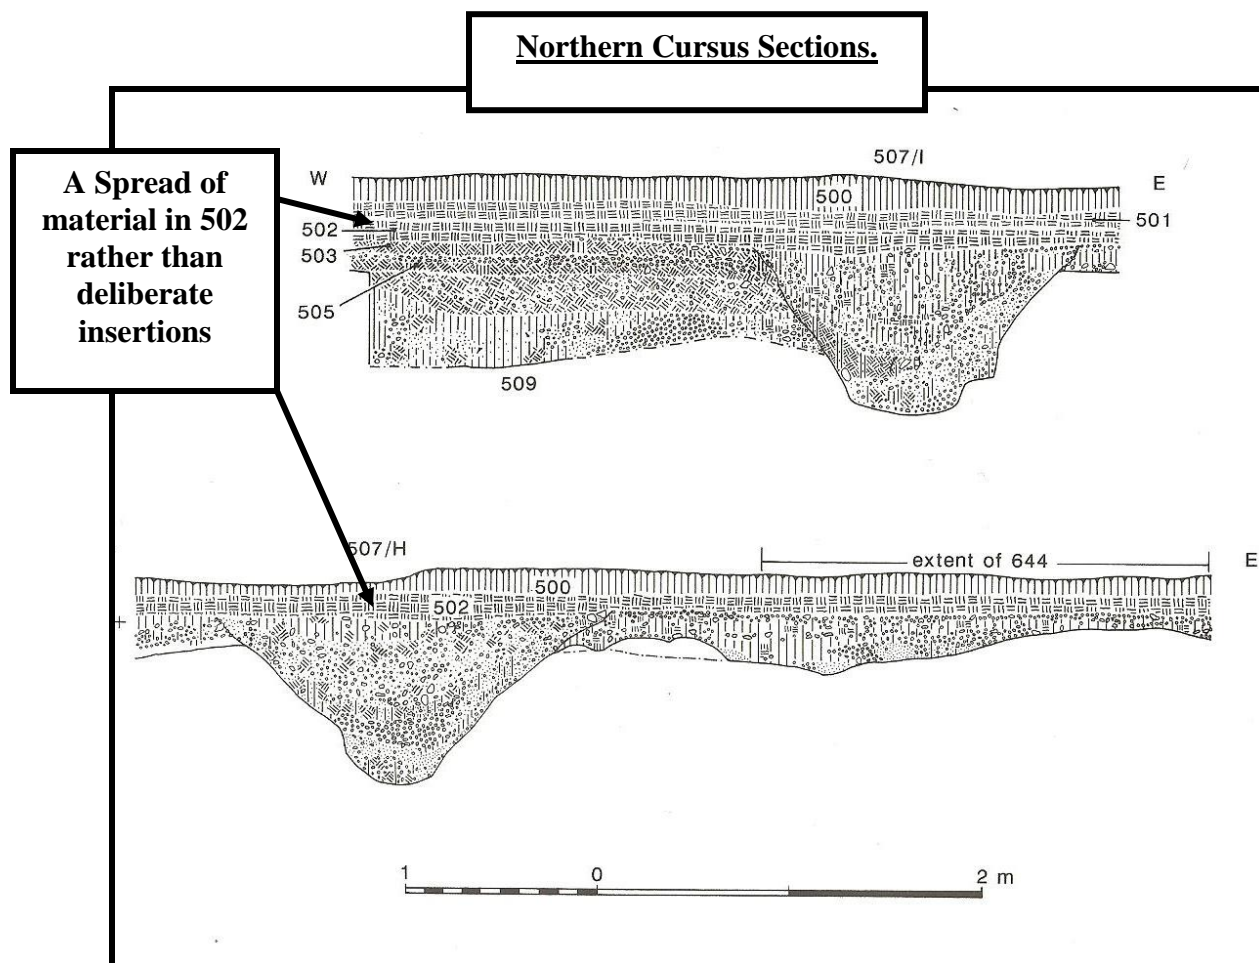 Northern Cursus Sections.
A Spread of
material in 502
rather than
deliberate
insertions
507/I
W
E
500
501
502
503
505
509
507/H
extent of 644
E
500
502
1 0 2 m